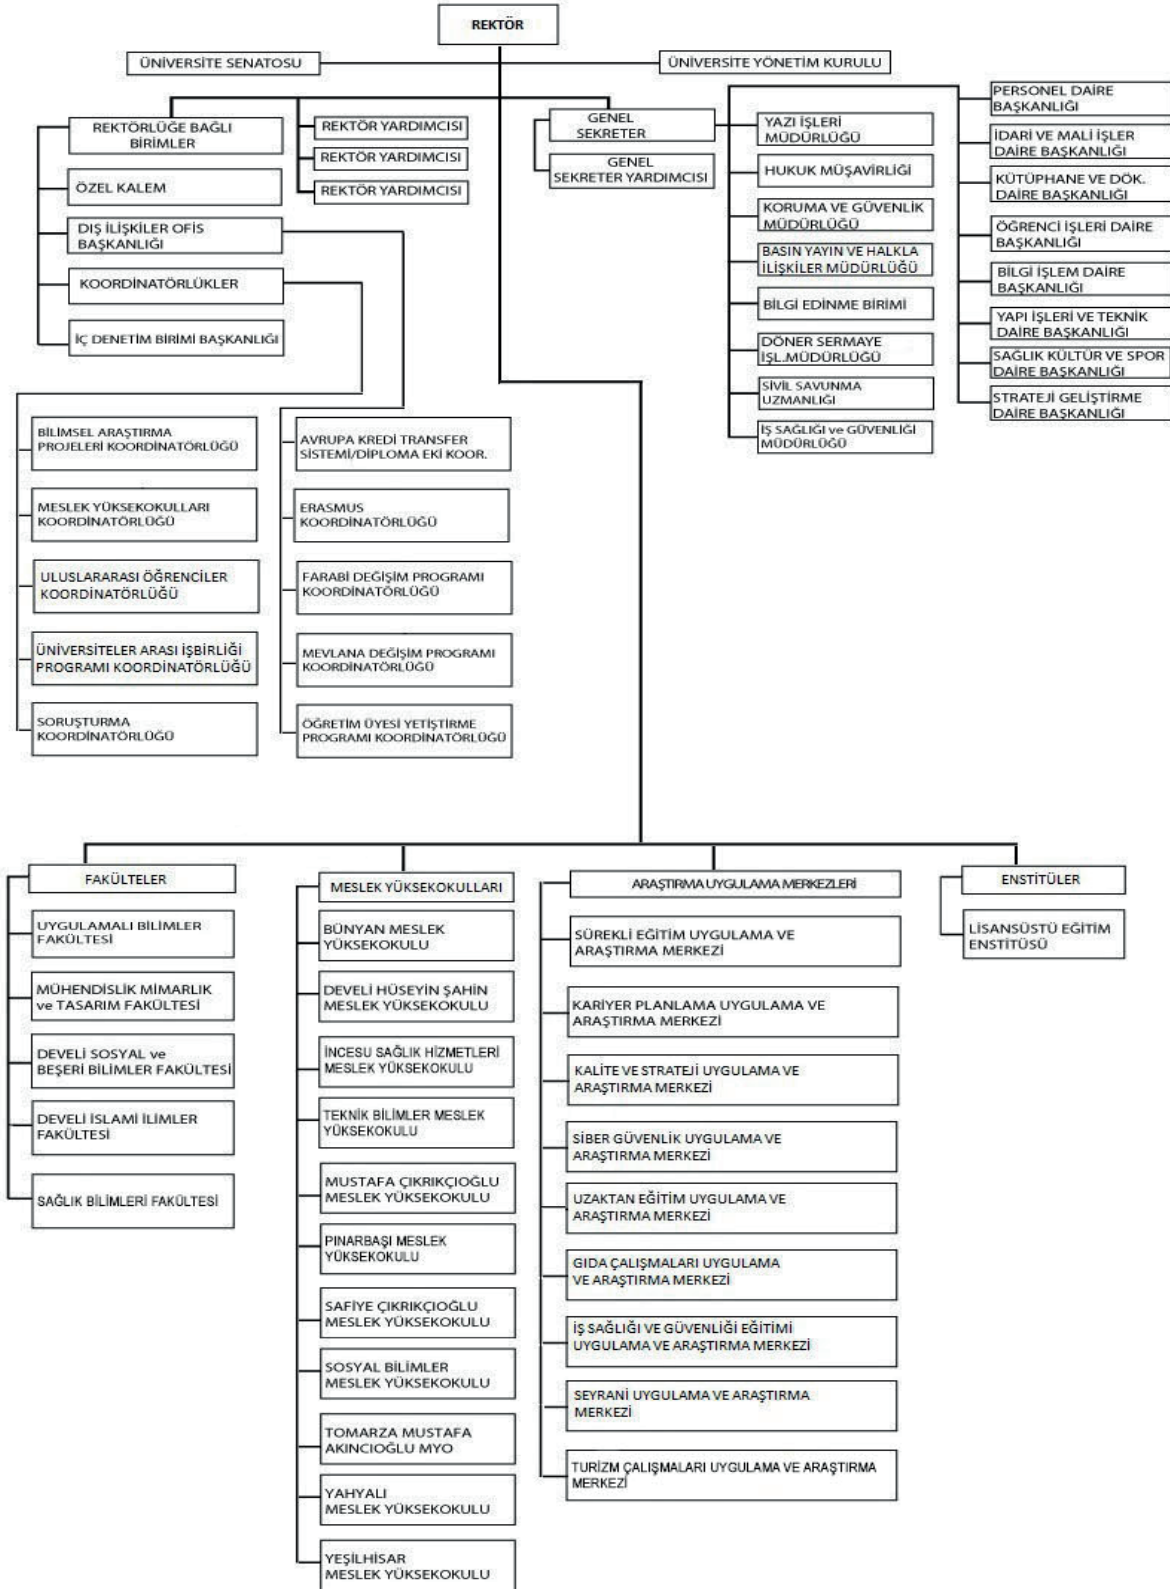 REKTÖR
ÜNİVERSİTE SENATOSU
ÜNİVERSİTE YÖNETİM KURULU
REKTÖRLÜĞE BAĞLI
BİRİMLER
ÖZEL KALEM
DIŞ İLİŞKİLER OFİS
BAŞKANLIĞI
KOORDİNATÖRLÜKLER
İÇ DENETİM BİRİMİ BAŞKANLIĞI
REKTÖR YARDIMCISI
REKTÖR YARDIMCISI
REKTÖR YARDIMCISI
GENEL
SEKRETER
GENEL
SEKRETER YARDIMCISI
YAZI İŞLERİ
MÜDÜRLÜĞÜ
HUKUK MÜŞAVİRLİĞİ
KORUMA VE GÜVENLİK
MÜDÜRLÜĞÜ
BASIN YAYIN VE HALKLA
İLİŞKİLER MÜDÜRLÜĞÜ
BİLGİ EDİNME BİRİMİ
DÖNER SERMAYE
İŞL.MÜDÜRLÜĞÜ
SİVİL SAVUNMA
UZMANLIĞI
İŞ SAĞLIĞI ve GÜVENLİĞİ
MÜDÜRLÜĞÜ
PERSONEL DAİRE
BAŞKANLIĞI
İDARİ VE MALİ İŞLER
DAİRE BAŞKANLIĞI
KÜTÜPHANE VE DÖK.
DAİRE BAŞKANLIĞI
ÖĞRENCİ İŞLERİ DAİRE
BAŞKANLIĞI
BİLGİ İŞLEM DAİRE
BAŞKANLIĞI
YAPI İŞLERİ VE TEKNİK
DAİRE BAŞKANLIĞI
SAĞLIK KÜLTÜR VE SPOR
DAİRE BAŞKANLIĞI
STRATEJİ GELİŞTİRME
DAİRE BAŞKANLIĞI
BİLİMSEL ARAŞTIRMA
PROJELERİ KOORDİNATÖRLÜĞÜ
MESLEK YÜKSEKOKULLARI
KOORDİNATÖRLÜĞÜ
ULUSLARARASI ÖĞRENCİLER
KOORDİNATÖRLÜĞÜ
ÜNİVERSİTELER ARASI İŞBİRLİĞİ
PROGRAMI KOORDİNATÖRLÜĞÜ
SORUŞTURMA
KOORDİNATÖRLÜĞÜ
AVRUPA KREDİ TRANSFER
SİSTEMİ/DİPLOMA EKİ KOOR.
ERASMUS
KOORDİNATÖRLÜĞÜ
FARABİ DEĞİŞİM PROGRAMI
KOORDİNATÖRLÜĞÜ
MEVLANA DEĞİŞİM PROGRAMI
KOORDİNATÖRLÜĞÜ
ÖĞRETİM ÜYESİ YETİŞTİRME
PROGRAMI KOORDİNATÖRLÜĞÜ
FAKÜLTELER
UYGULAMALI BİLİMLER
FAKÜLTESİ
MÜHENDİSLİK MİMARLIK
ve TASARIM FAKÜLTESİ
DEVELİ SOSYAL ve
BEŞERİ BİLİMLER FAKÜLTESİ
DEVELİ İSLAMİ İLİMLER
FAKÜLTESİ
SAĞLIK BİLİMLERİ FAKÜLTESİ
MESLEK YÜKSEKOKULLARI
BÜNYAN MESLEK
YÜKSEKOKULU
DEVELİ HÜSEYİN ŞAHİN
MESLEK YÜKSEKOKULU
İNCESU SAĞLIK HİZMETLERİ
MESLEK YÜKSEKOKULU
TEKNİK BİLİMLER MESLEK
YÜKSEKOKULU
MUSTAFA ÇIKRIKÇIOĞLU
MESLEK YÜKSEKOKULU
PINARBAŞI MESLEK
YÜKSEKOKULU
SAFİYE ÇIKRIKÇIOĞLU
MESLEK YÜKSEKOKULU
SOSYAL BİLİMLER
MESLEK YÜKSEKOKULU
TOMARZA MUSTAFA
AKINCIOĞLU MYO
YAHYALI
MESLEK YÜKSEKOKULU
YEŞİLHİSAR
MESLEK YÜKSEKOKULU
ARAŞTIRMA UYGULAMA MERKEZLERİ
SÜREKLİ EĞİTİM UYGULAMA VE
ARAŞTIRMA MERKEZİ
KARİYER PLANLAMA UYGULAMA VE
ARAŞTIRMA MERKEZİ
KALİTE VE STRATEJİ UYGULAMA VE
ARAŞTIRMA MERKEZİ
SİBER GÜVENLİK UYGULAMA VE
ARAŞTIRMA MERKEZİ
UZAKTAN EĞİTİM UYGULAMA VE
ARAŞTIRMA MERKEZİ
GIDA ÇALIŞMALARI UYGULAMA
VE ARAŞTIRMA MERKEZİ
İŞ SAĞLIĞI VE GÜVENLİĞİ EĞİTİMİ
UYGULAMA VE ARAŞTIRMA MERKEZİ
SEYRANİ UYGULAMA VE ARAŞTIRMA
MERKEZİ
TURİZM ÇALIŞMALARI UYGULAMA VE ARAŞTIRMA
MERKEZİ
ENSTİTÜLER
LİSANSÜSTÜ EĞİTİM
ENSTİTÜSÜ